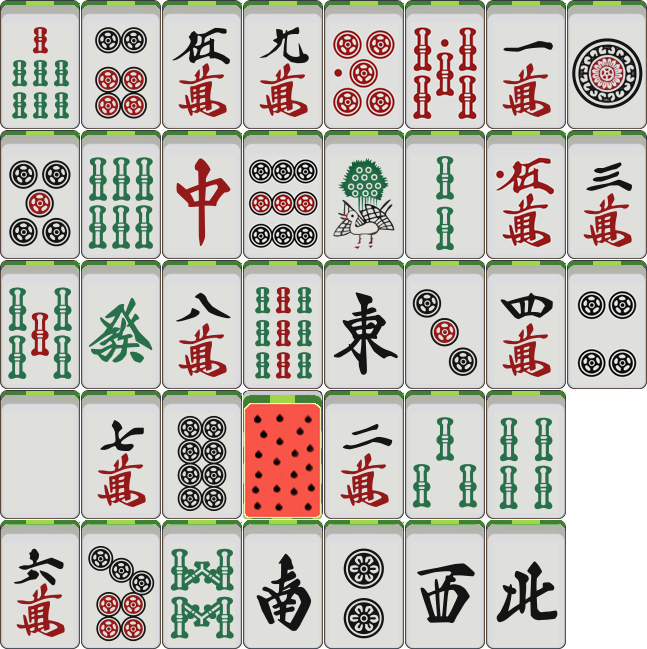 伍萬 九萬 一萬
中 伍萬 三萬
發 八萬 東 四萬
七萬 二萬
六萬 南 西 北